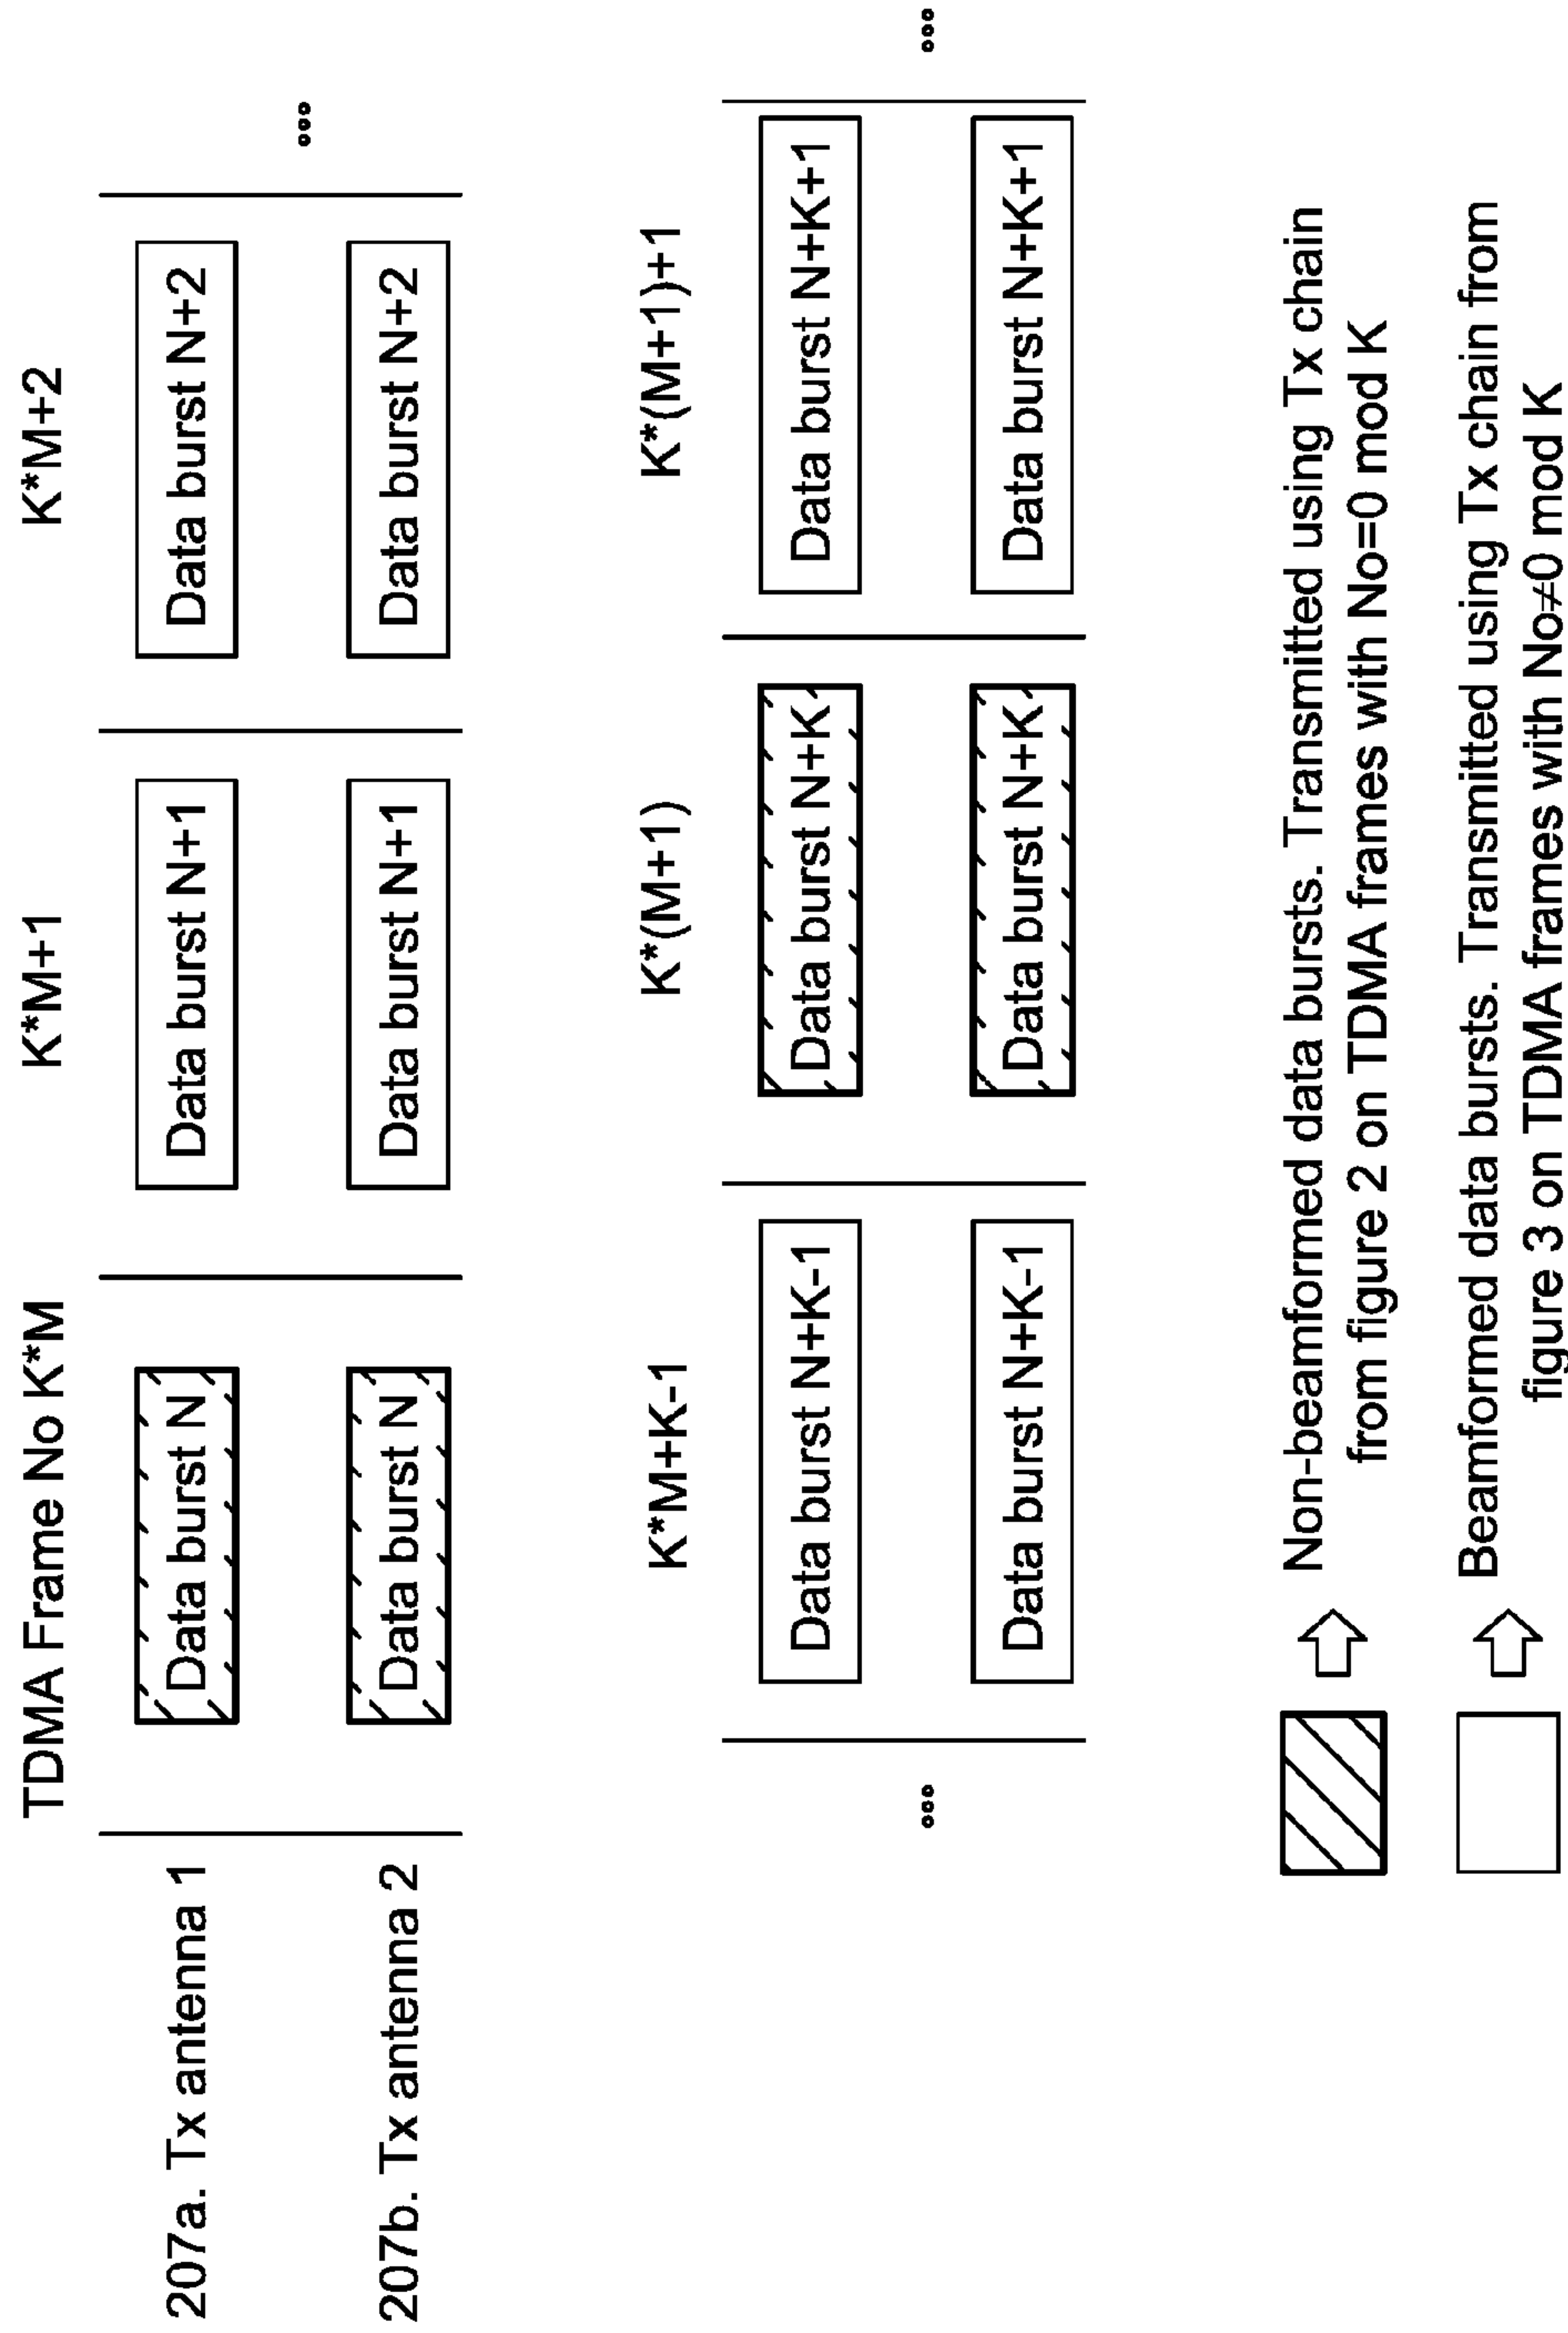 TDMA Frame No K*M
K*M+1
K*M+2
207a. Tx antenna 1
Data burst N
Data burst N+1
Data burst N+2
...
207b. Tx antenna 2
Data burst N
Data burst N+1
Data burst N+2
K*M+K-1
K*(M+1)
K*(M+1)+1
Data burst N+K-1
Data burst N+K
Data burst N+K+1
...
...
Data burst N+K-1
Data burst N+K
Data burst N+K+1
Non-beamformed data bursts. Transmitted using Tx chain
from figure 2 on TDMA frames with No=0 mod K
Beamformed data bursts. Transmitted using Tx chain from
figure 3 on TDMA frames with No≠0 mod K